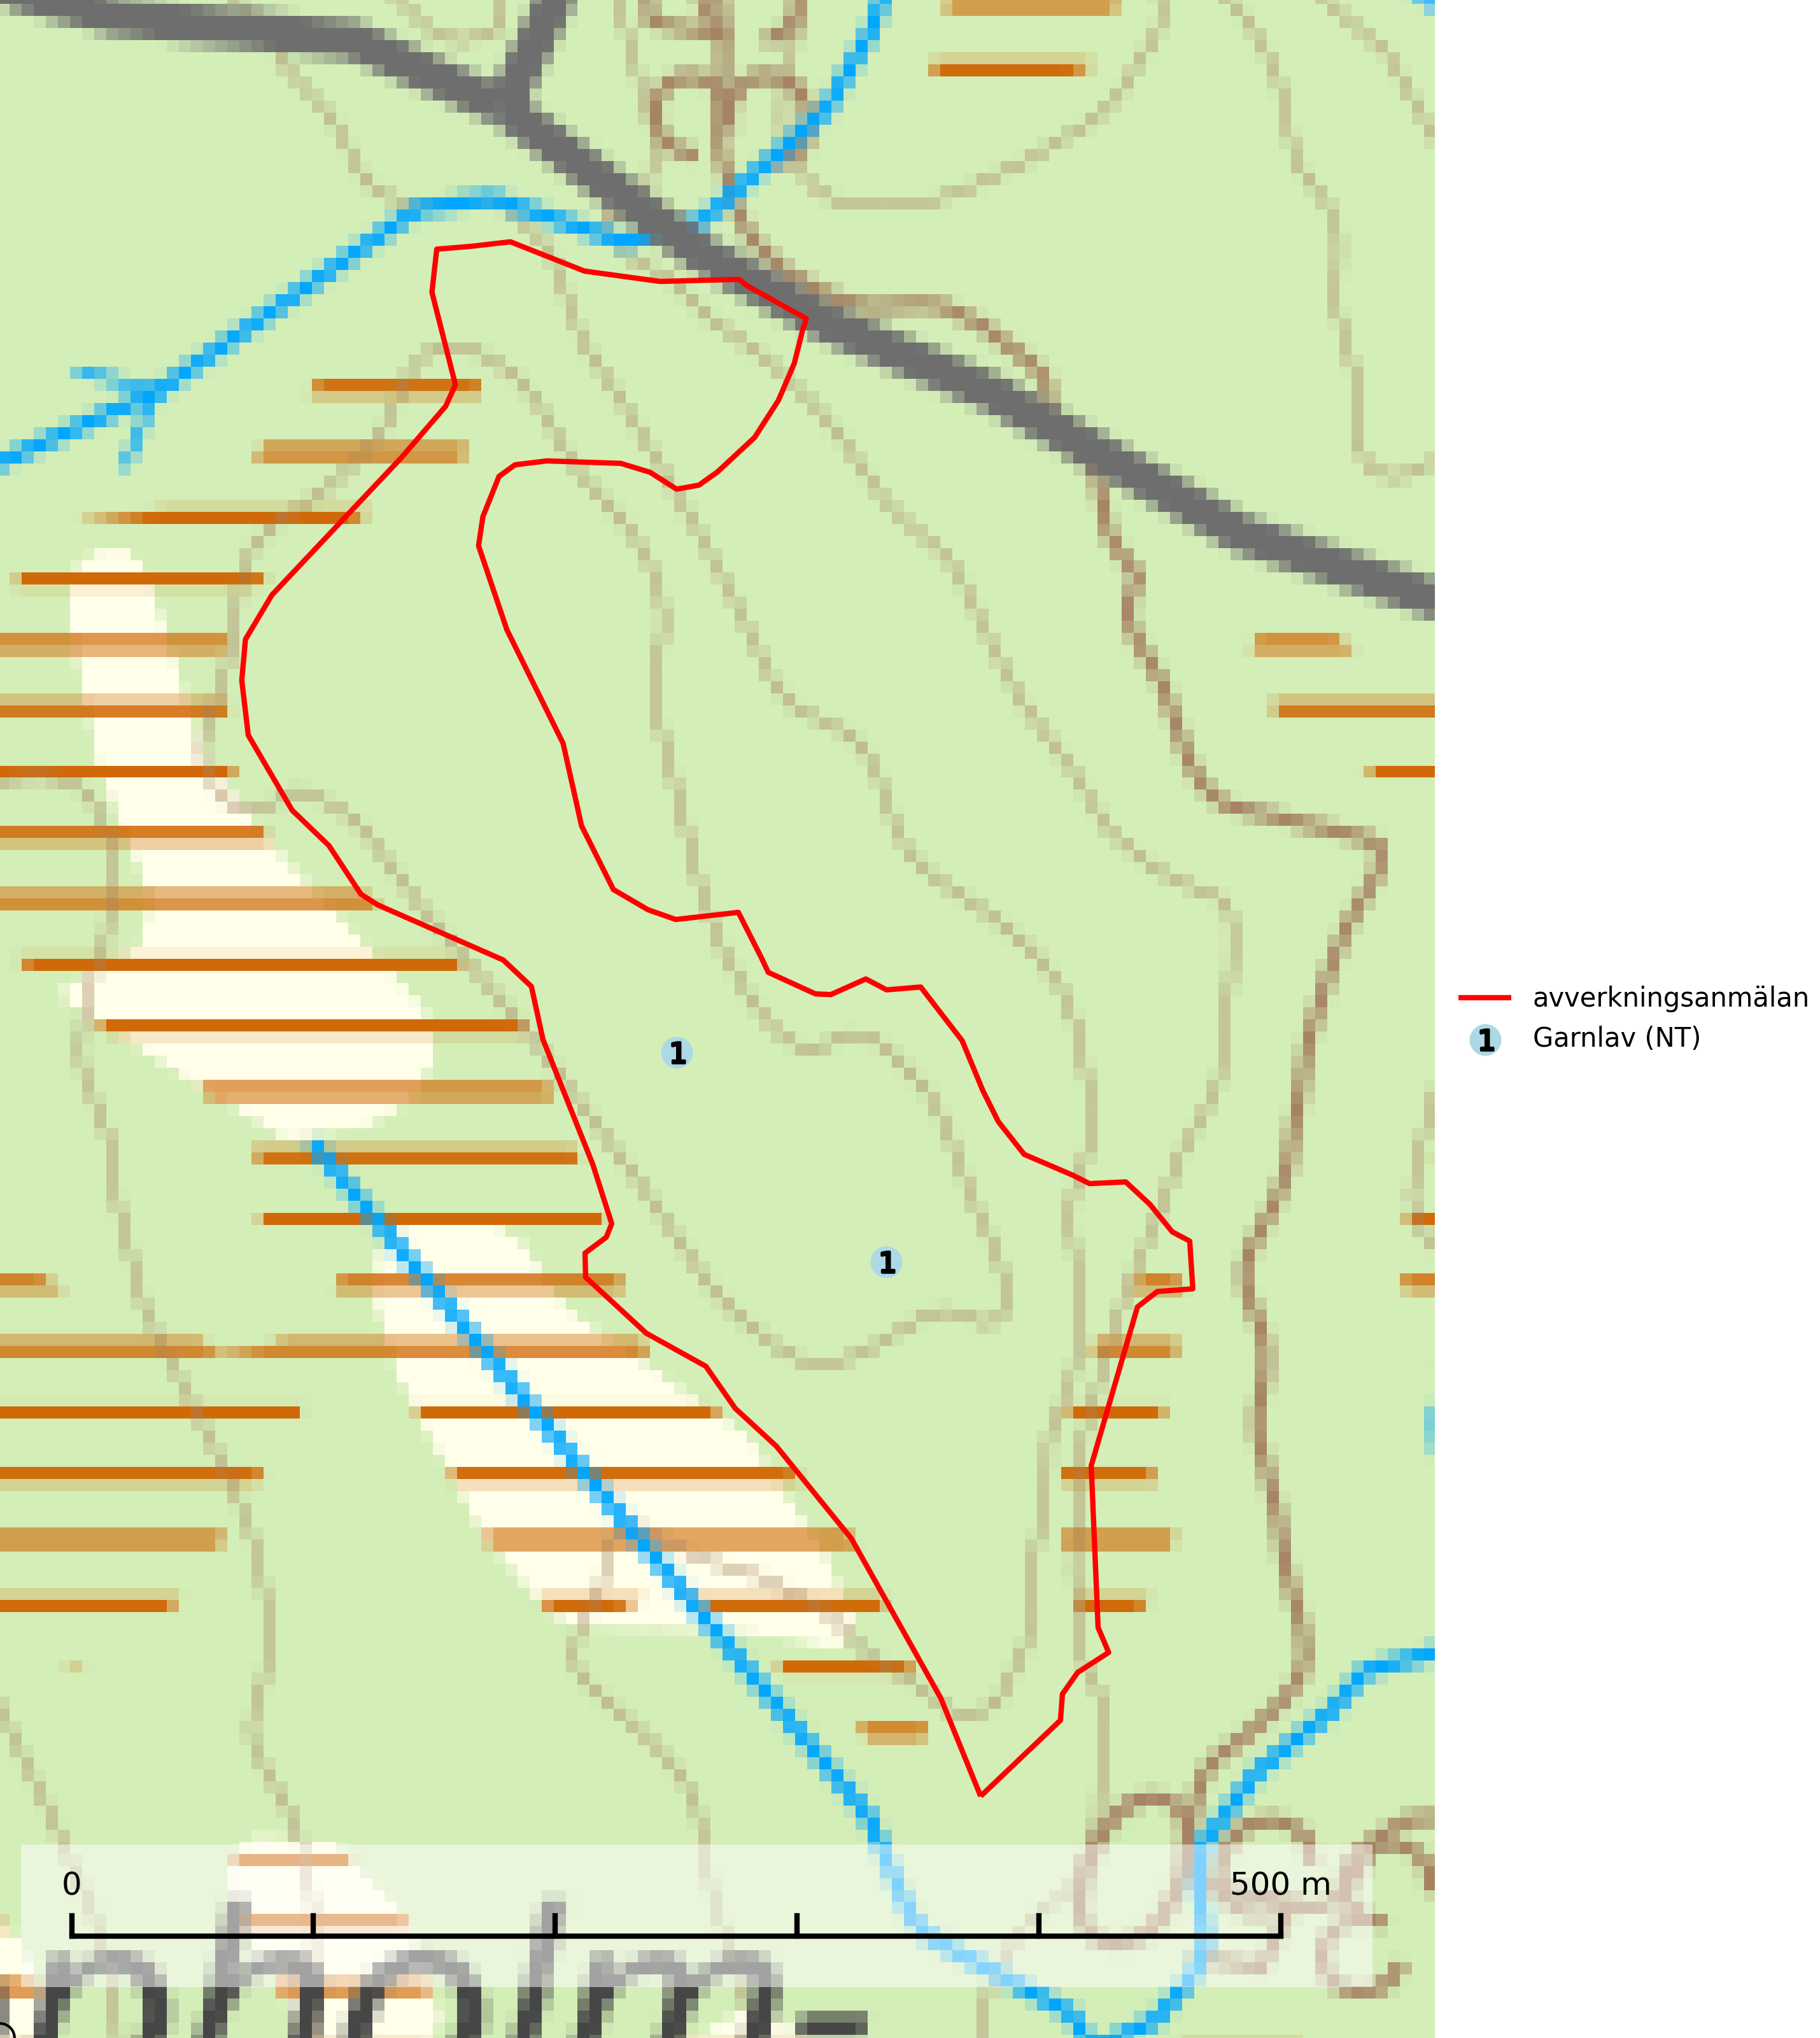 1
1
avverkningsanmälan
1 Garnlav (NT)
0 500 m